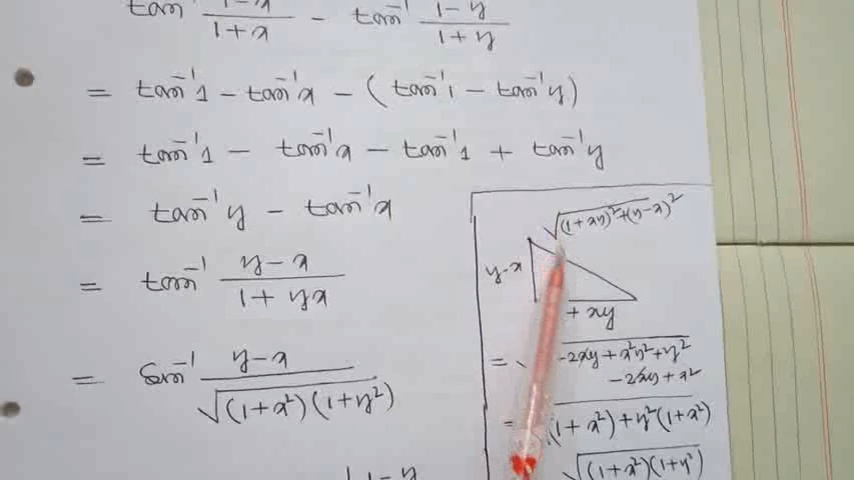 tan⁻¹ (1-x)/(1+x) - tan⁻¹ (1-y)/(1+y)
= tan⁻¹1 - tan⁻¹x - (tan⁻¹1 - tan⁻¹y)
= tan⁻¹1 - tan⁻¹x - tan⁻¹1 + tan⁻¹y
= tan⁻¹y - tan⁻¹x
= tan⁻¹ (y-x)/(1+yx)
= Sin⁻¹ (y-x)/√((1+x²)(1+y²))
√((1+xy)²+(y-x)²)
y-x
+ xy
= -2xy + x²y² + y²
-2xy + x²
= (1+x²)+y²(1+x²)
√((1+x²)(1+y²))
1-y